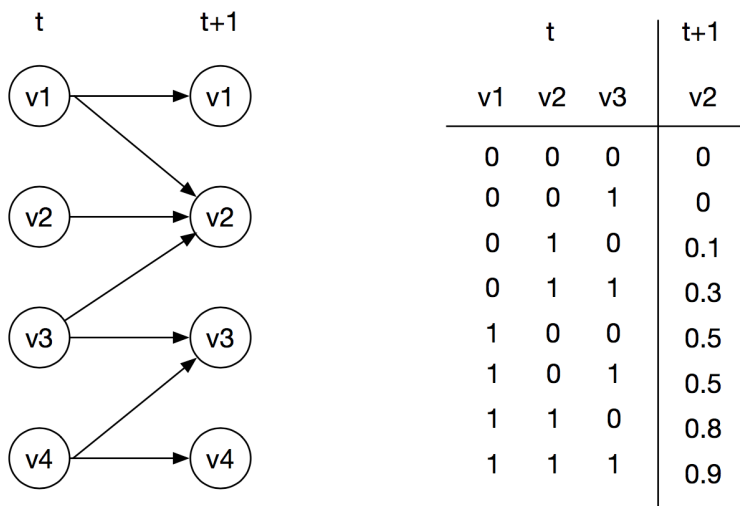 t t+1
v1 v1
v2 v2
v3 v3
v4 v4
t t+1
v1 v2 v3 v2
0 0 0 0
0 0 1 0
0 1 0 0.1
0 1 1 0.3
1 0 0 0.5
1 0 1 0.5
1 1 0 0.8
1 1 1 0.9